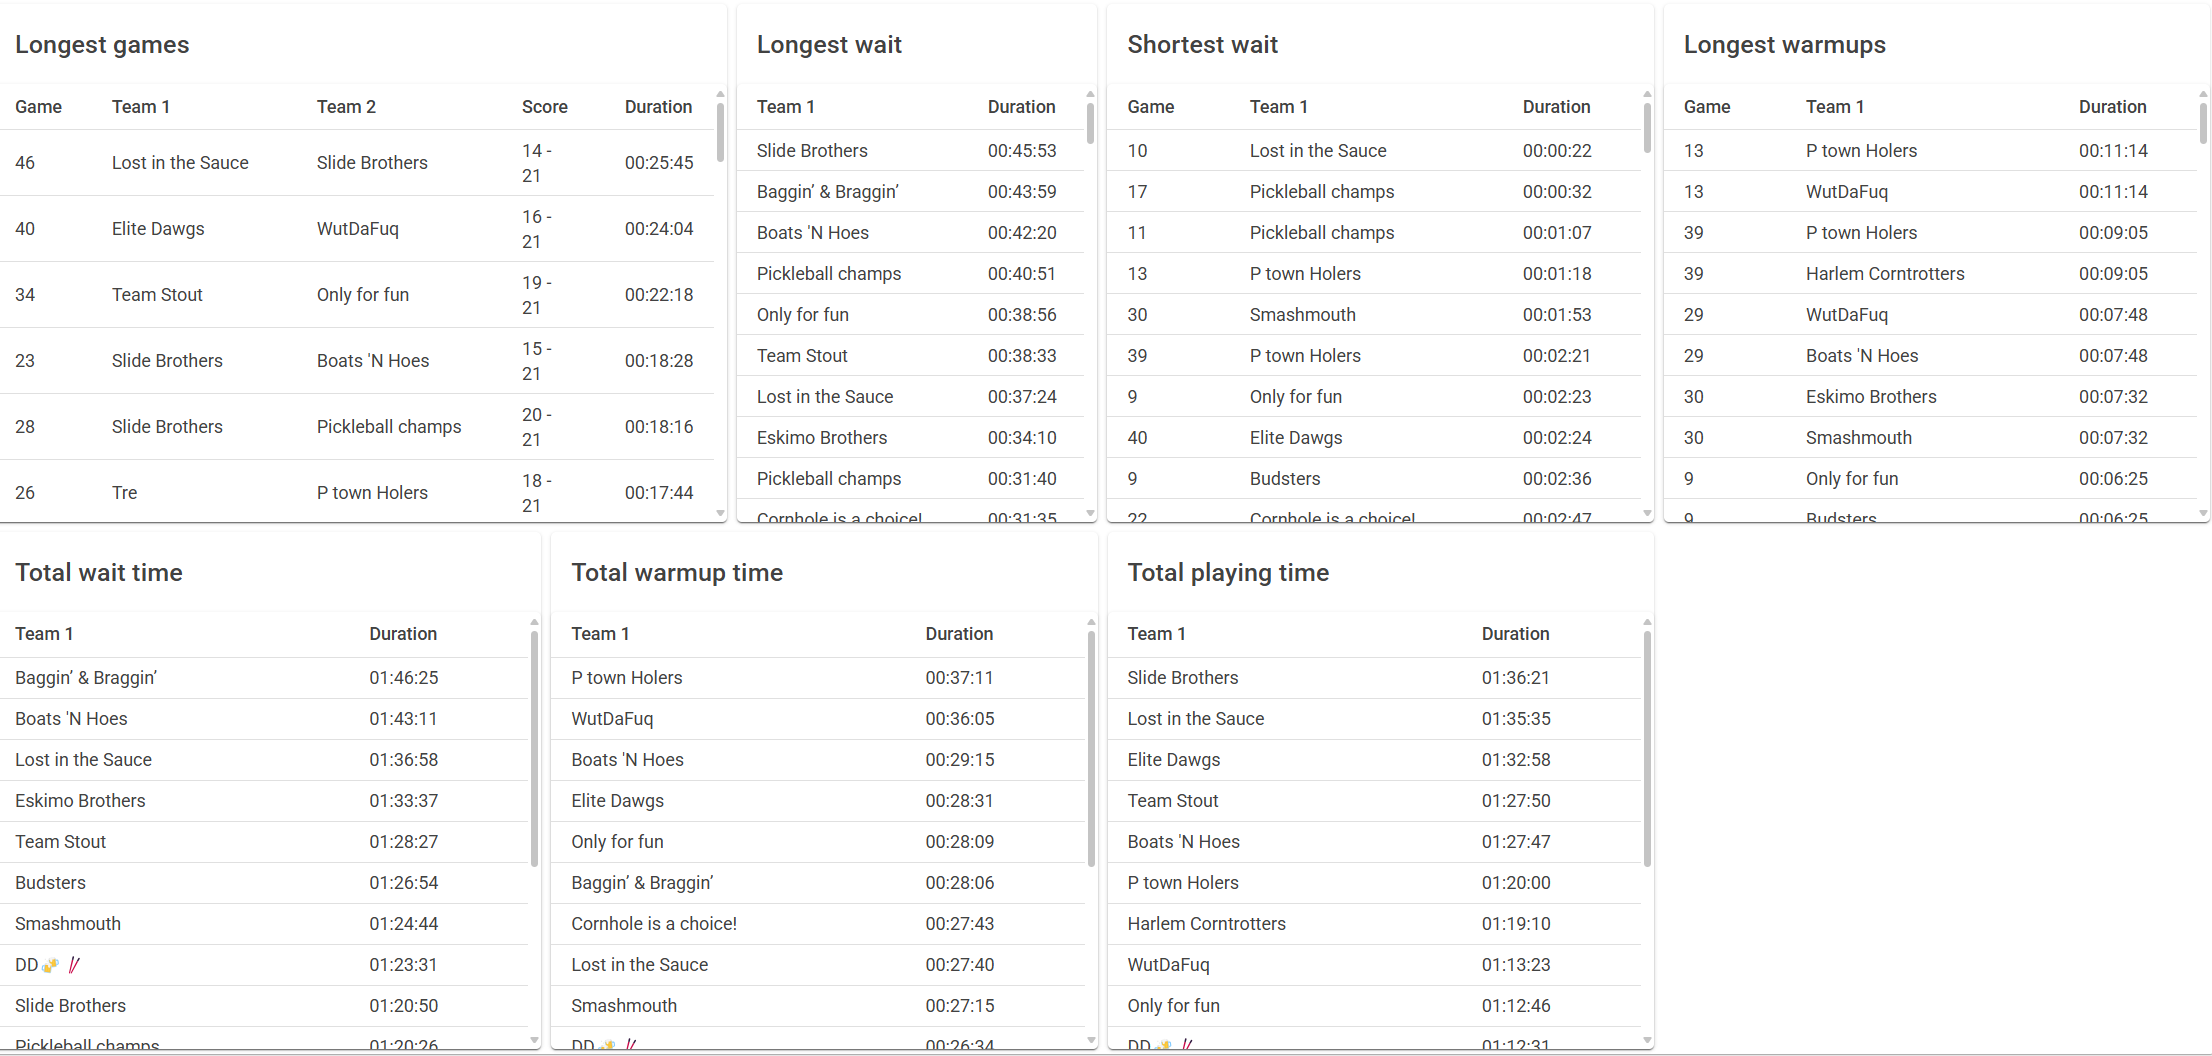 Longest games
Game Team 1 Team 2 Score Duration
46 Lost in the Sauce Slide Brothers 14 - 21 00:25:45
40 Elite Dawgs WutDaFuq 16 - 21 00:24:04
34 Team Stout Only for fun 19 - 21 00:22:18
23 Slide Brothers Boats 'N Hoes 15 - 21 00:18:28
28 Slide Brothers Pickleball champs 20 - 21 00:18:16
26 Tre P town Holers 18 - 21 00:17:44
Longest wait
Team 1 Duration
Slide Brothers 00:45:53
Baggin’ & Braggin’ 00:43:59
Boats 'N Hoes 00:42:20
Pickleball champs 00:40:51
Only for fun 00:38:56
Team Stout 00:38:33
Lost in the Sauce 00:37:24
Eskimo Brothers 00:34:10
Pickleball champs 00:31:40
Cornhole is a choice! 00:31:35
Shortest wait
Game Team 1 Duration
10 Lost in the Sauce 00:00:22
17 Pickleball champs 00:00:32
11 Pickleball champs 00:01:07
13 P town Holers 00:01:18
30 Smashmouth 00:01:53
39 P town Holers 00:02:21
9 Only for fun 00:02:23
40 Elite Dawgs 00:02:24
9 Budsters 00:02:36
22 Cornhole is a choice! 00:02:47
Longest warmups
Game Team 1 Duration
13 P town Holers 00:11:14
13 WutDaFuq 00:11:14
39 P town Holers 00:09:05
39 Harlem Corntrotters 00:09:05
29 WutDaFuq 00:07:48
29 Boats 'N Hoes 00:07:48
30 Eskimo Brothers 00:07:32
30 Smashmouth 00:07:32
9 Only for fun 00:06:25
9 Budsters 00:06:25
Total wait time
Team 1 Duration
Baggin’ & Braggin’ 01:46:25
Boats 'N Hoes 01:43:11
Lost in the Sauce 01:36:58
Eskimo Brothers 01:33:37
Team Stout 01:28:27
Budsters 01:26:54
Smashmouth 01:24:44
DD🍻🥢 01:23:31
Slide Brothers 01:20:50
Pickleball champs 01:20:26
Total warmup time
Team 1 Duration
P town Holers 00:37:11
WutDaFuq 00:36:05
Boats 'N Hoes 00:29:15
Elite Dawgs 00:28:31
Only for fun 00:28:09
Baggin’ & Braggin’ 00:28:06
Cornhole is a choice! 00:27:43
Lost in the Sauce 00:27:40
Smashmouth 00:27:15
DD🍻🥢 00:26:34
Total playing time
Team 1 Duration
Slide Brothers 01:36:21
Lost in the Sauce 01:35:35
Elite Dawgs 01:32:58
Team Stout 01:27:50
Boats 'N Hoes 01:27:47
P town Holers 01:20:00
Harlem Corntrotters 01:19:10
WutDaFuq 01:13:23
Only for fun 01:12:46
DD🍻🥢 01:12:31